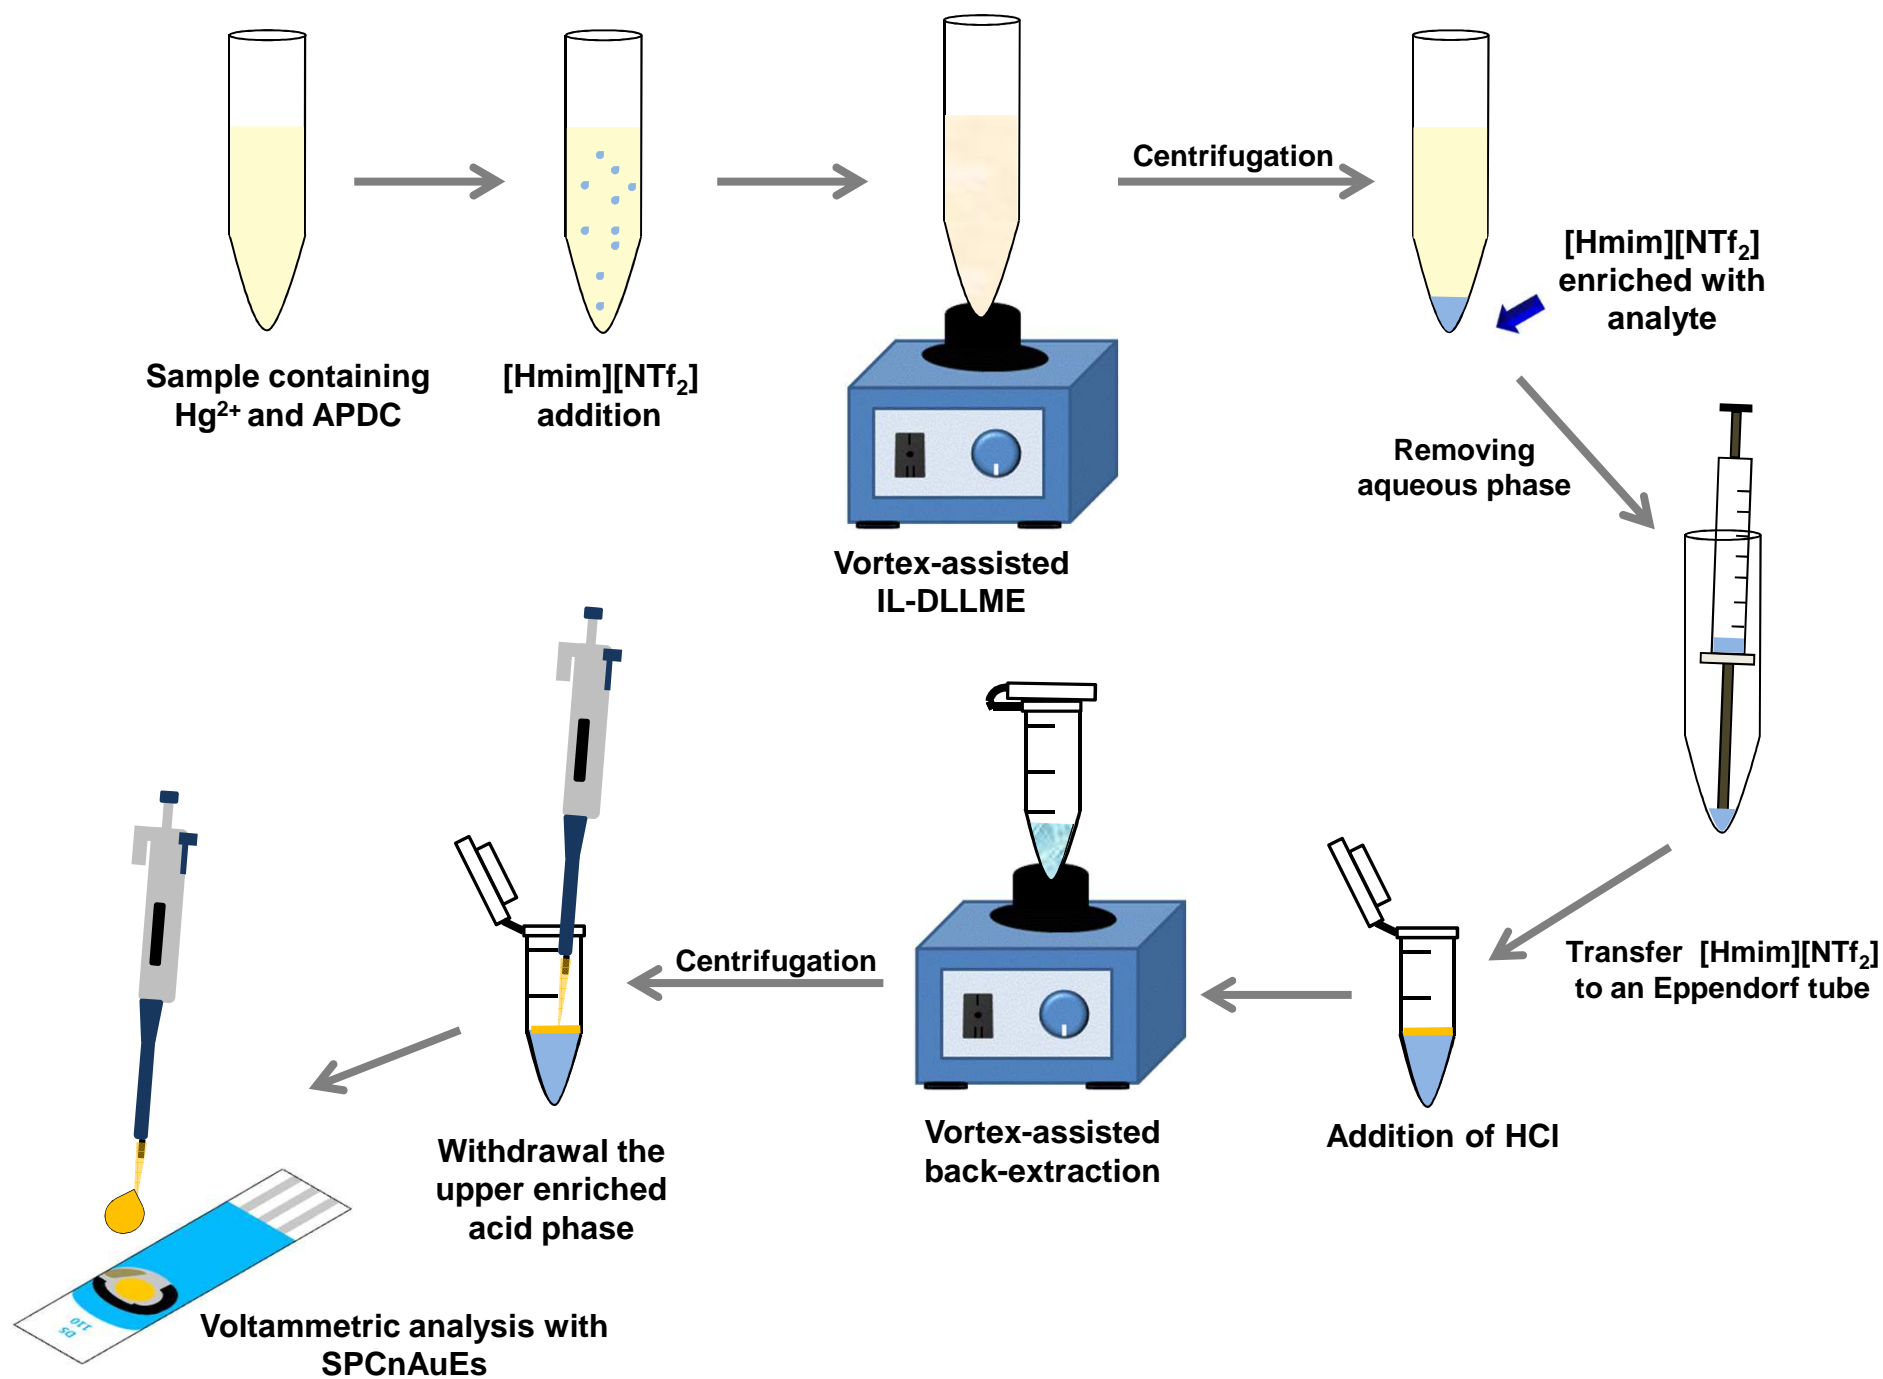 Centrifugation
[Hmim][NTf₂]
enriched with
analyte
Sample containing
Hg²⁺ and APDC
[Hmim][NTf₂]
addition
Vortex-assisted
IL-DLLME
Removing
aqueous phase
Transfer [Hmim][NTf₂]
to an Eppendorf tube
Addition of HCl
Vortex-assisted
back-extraction
Centrifugation
Withdrawal the
upper enriched
acid phase
Voltammetric analysis with
SPCnAuEs
DS
110